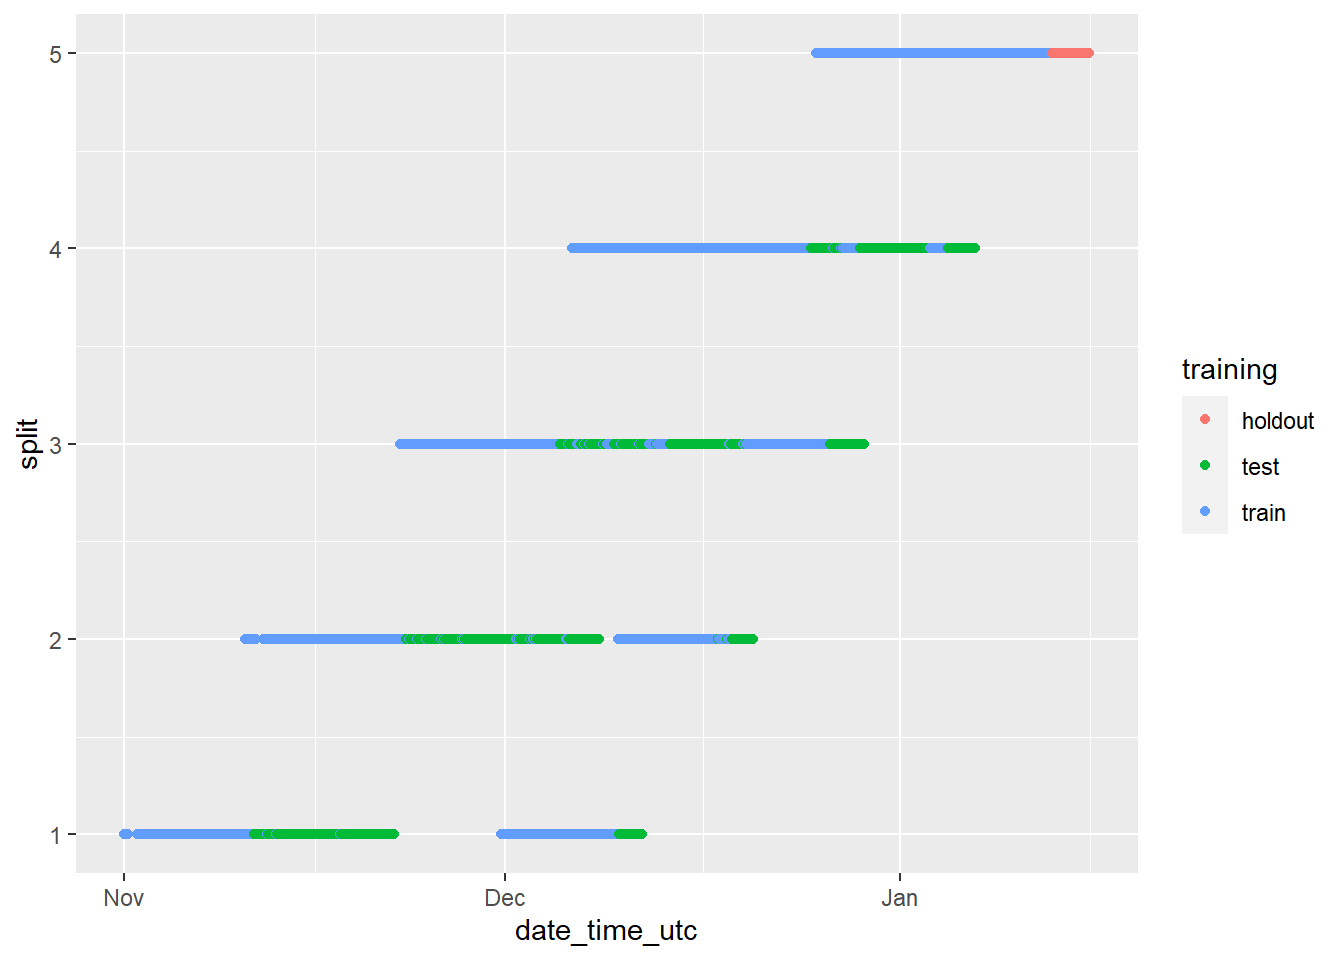 5
4
3
2
1
split
Nov
Dec
Jan
date_time_utc
training
holdout
test
train